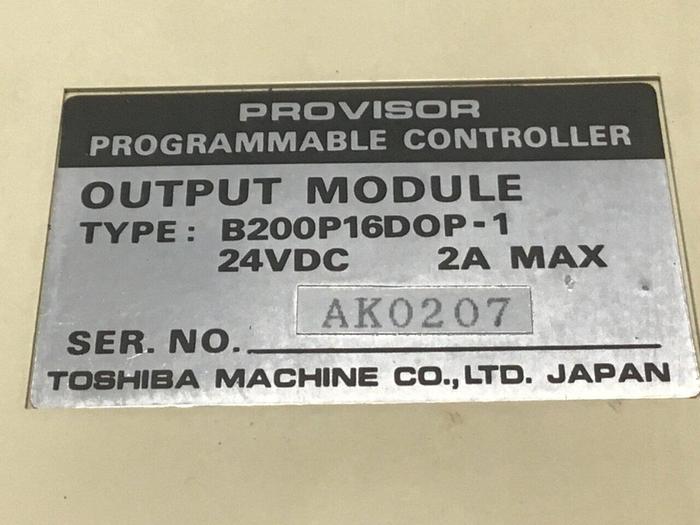 PROVISOR
PROGRAMMABLE CONTROLLER
OUTPUT MODULE
TYPE: B200P16DOP-1
24VDC 2A MAX
AK0207
SER. NO.
TOSHIBA MACHINE CO.,LTD. JAPAN